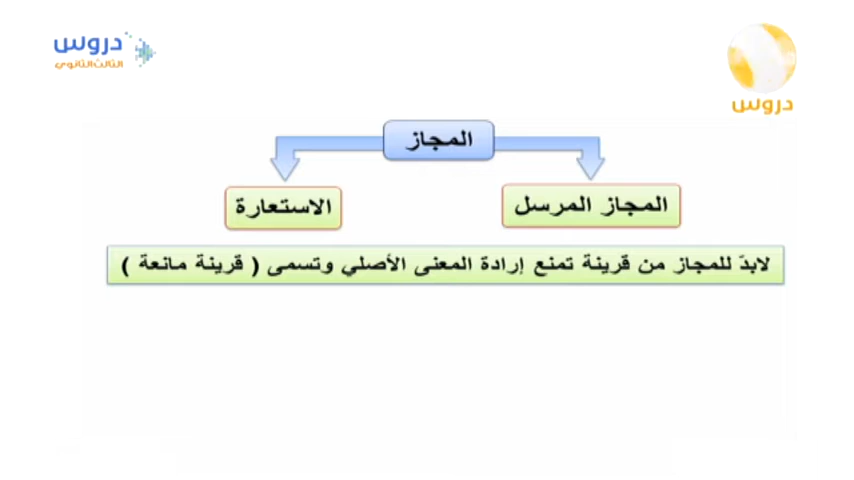 دروس
الثالث الثانوي
دروس
المجاز
المجاز المرسل
الاستعارة
لابدّ للمجاز من قرينة تمنع إرادة المعنى الأصلي وتسمى ( قرينة مانعة )